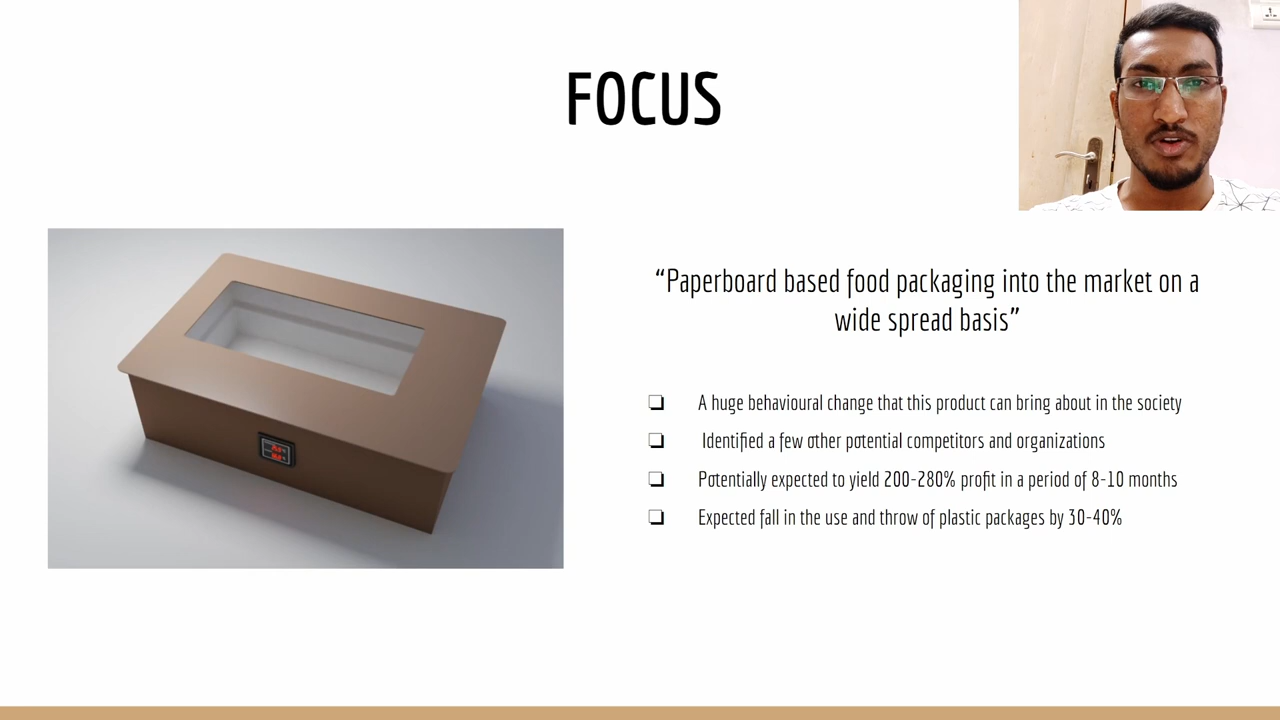 FOCUS
“Paperboard based food packaging into the market on a
wide spread basis”
A huge behavioural change that this product can bring about in the society
Identified a few other potential competitors and organizations
Potentially expected to yield 200-280% profit in a period of 8-10 months
Expected fall in the use and throw of plastic packages by 30-40%